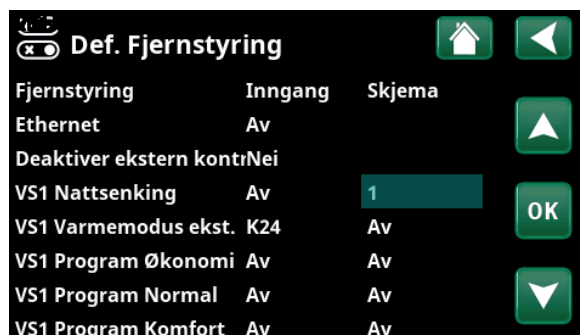 Def. Fjernstyring
Fjernstyring Inngang Skjema
Ethernet Av
Deaktiver ekstern kontr Nei
VS1 Nattsenking Av 1
VS1 Varmemodus ekst. K24 Av
OK
VS1 Program Økonomi Av Av
VS1 Program Normal Av Av
VS1 Program Komfort Av Av